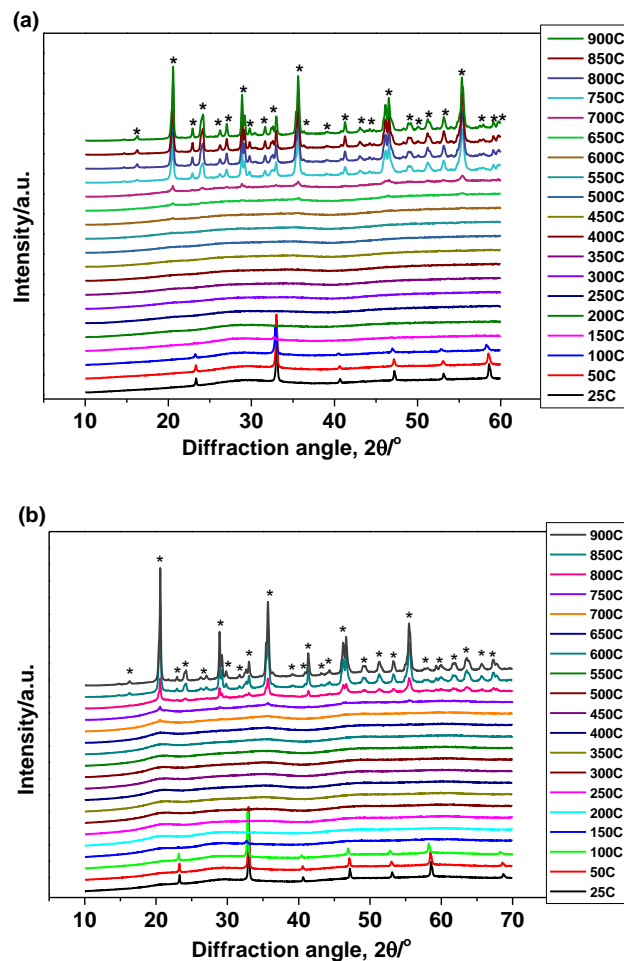 (a)
*
* * * * * * * * * * * * * * * * * * * * * * * *
Intensity/a.u.
10 20 30 40 50 60
Diffraction angle, 2θ/°
900C
850C
800C
750C
700C
650C
600C
550C
500C
450C
400C
350C
300C
250C
200C
150C
100C
50C
25C
(b)
*
* * * * * * * * * * * * * * * * * * * * * * * *
Intensity/a.u.
10 20 30 40 50 60 70
Diffraction angle, 2θ/°
900C
850C
800C
750C
700C
650C
600C
550C
500C
450C
400C
350C
300C
250C
200C
150C
100C
50C
25C